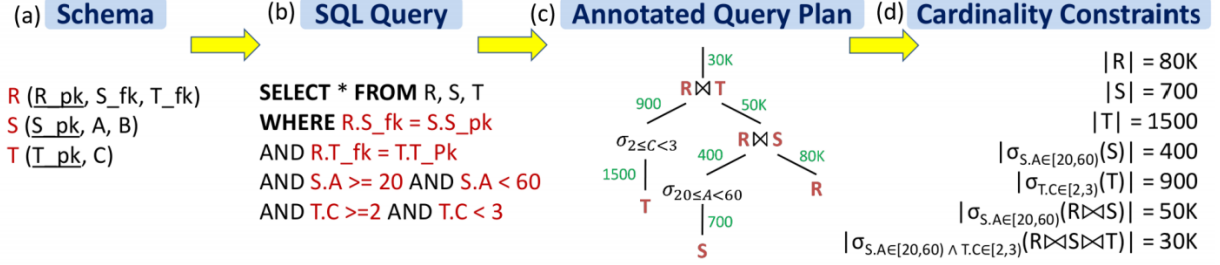 (a) Schema
R (R_pk, S_fk, T_fk)
S (S_pk, A, B)
T (T_pk, C)
(b) SQL Query
SELECT * FROM R, S, T
WHERE R.S_fk = S.S_pk
AND R.T_fk = T.T_Pk
AND S.A >= 20 AND S.A < 60
AND T.C >=2 AND T.C < 3
(c) Annotated Query Plan
30K
R⋈T
900 50K
σ2≤C<3 R⋈S
1500 400 80K
T σ20≤A<60 R
700
S
(d) Cardinality Constraints
|R| = 80K
|S| = 700
|T| = 1500
|σS.A∈[20,60)(S)| = 400
|σT.C∈[2,3)(T)| = 900
|σS.A∈[20,60)(R⋈S)| = 50K
|σS.A∈[20,60) ∧ T.C∈[2,3)(R⋈S⋈T)| = 30K